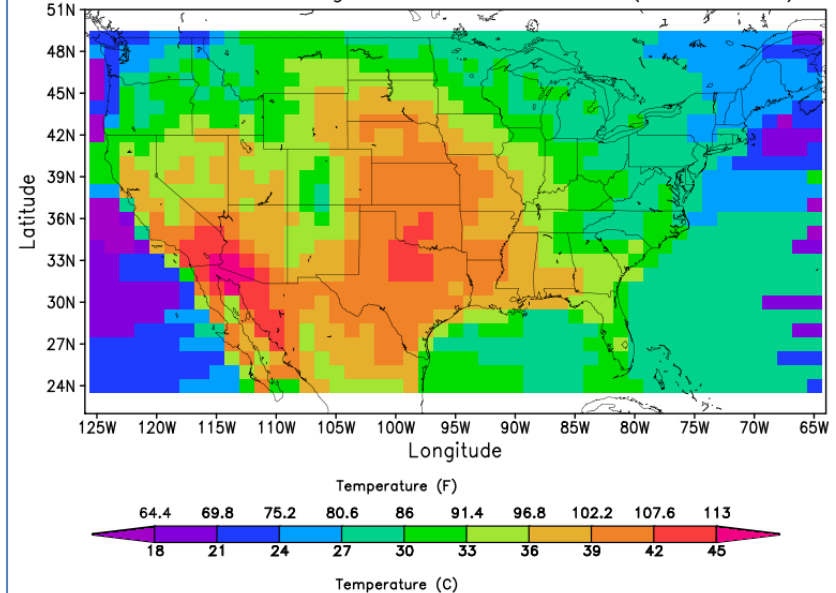 51N
48N
45N
42N
39N
36N
33N
30N
27N
24N
Latitude
125W 120W 115W 110W 105W 100W 95W 90W 85W 80W 75W 70W 65W
Longitude
Temperature (F)
64.4 69.8 75.2 80.6 86 91.4 96.8 102.2 107.6 113
18 21 24 27 30 33 36 39 42 45
Temperature (C)